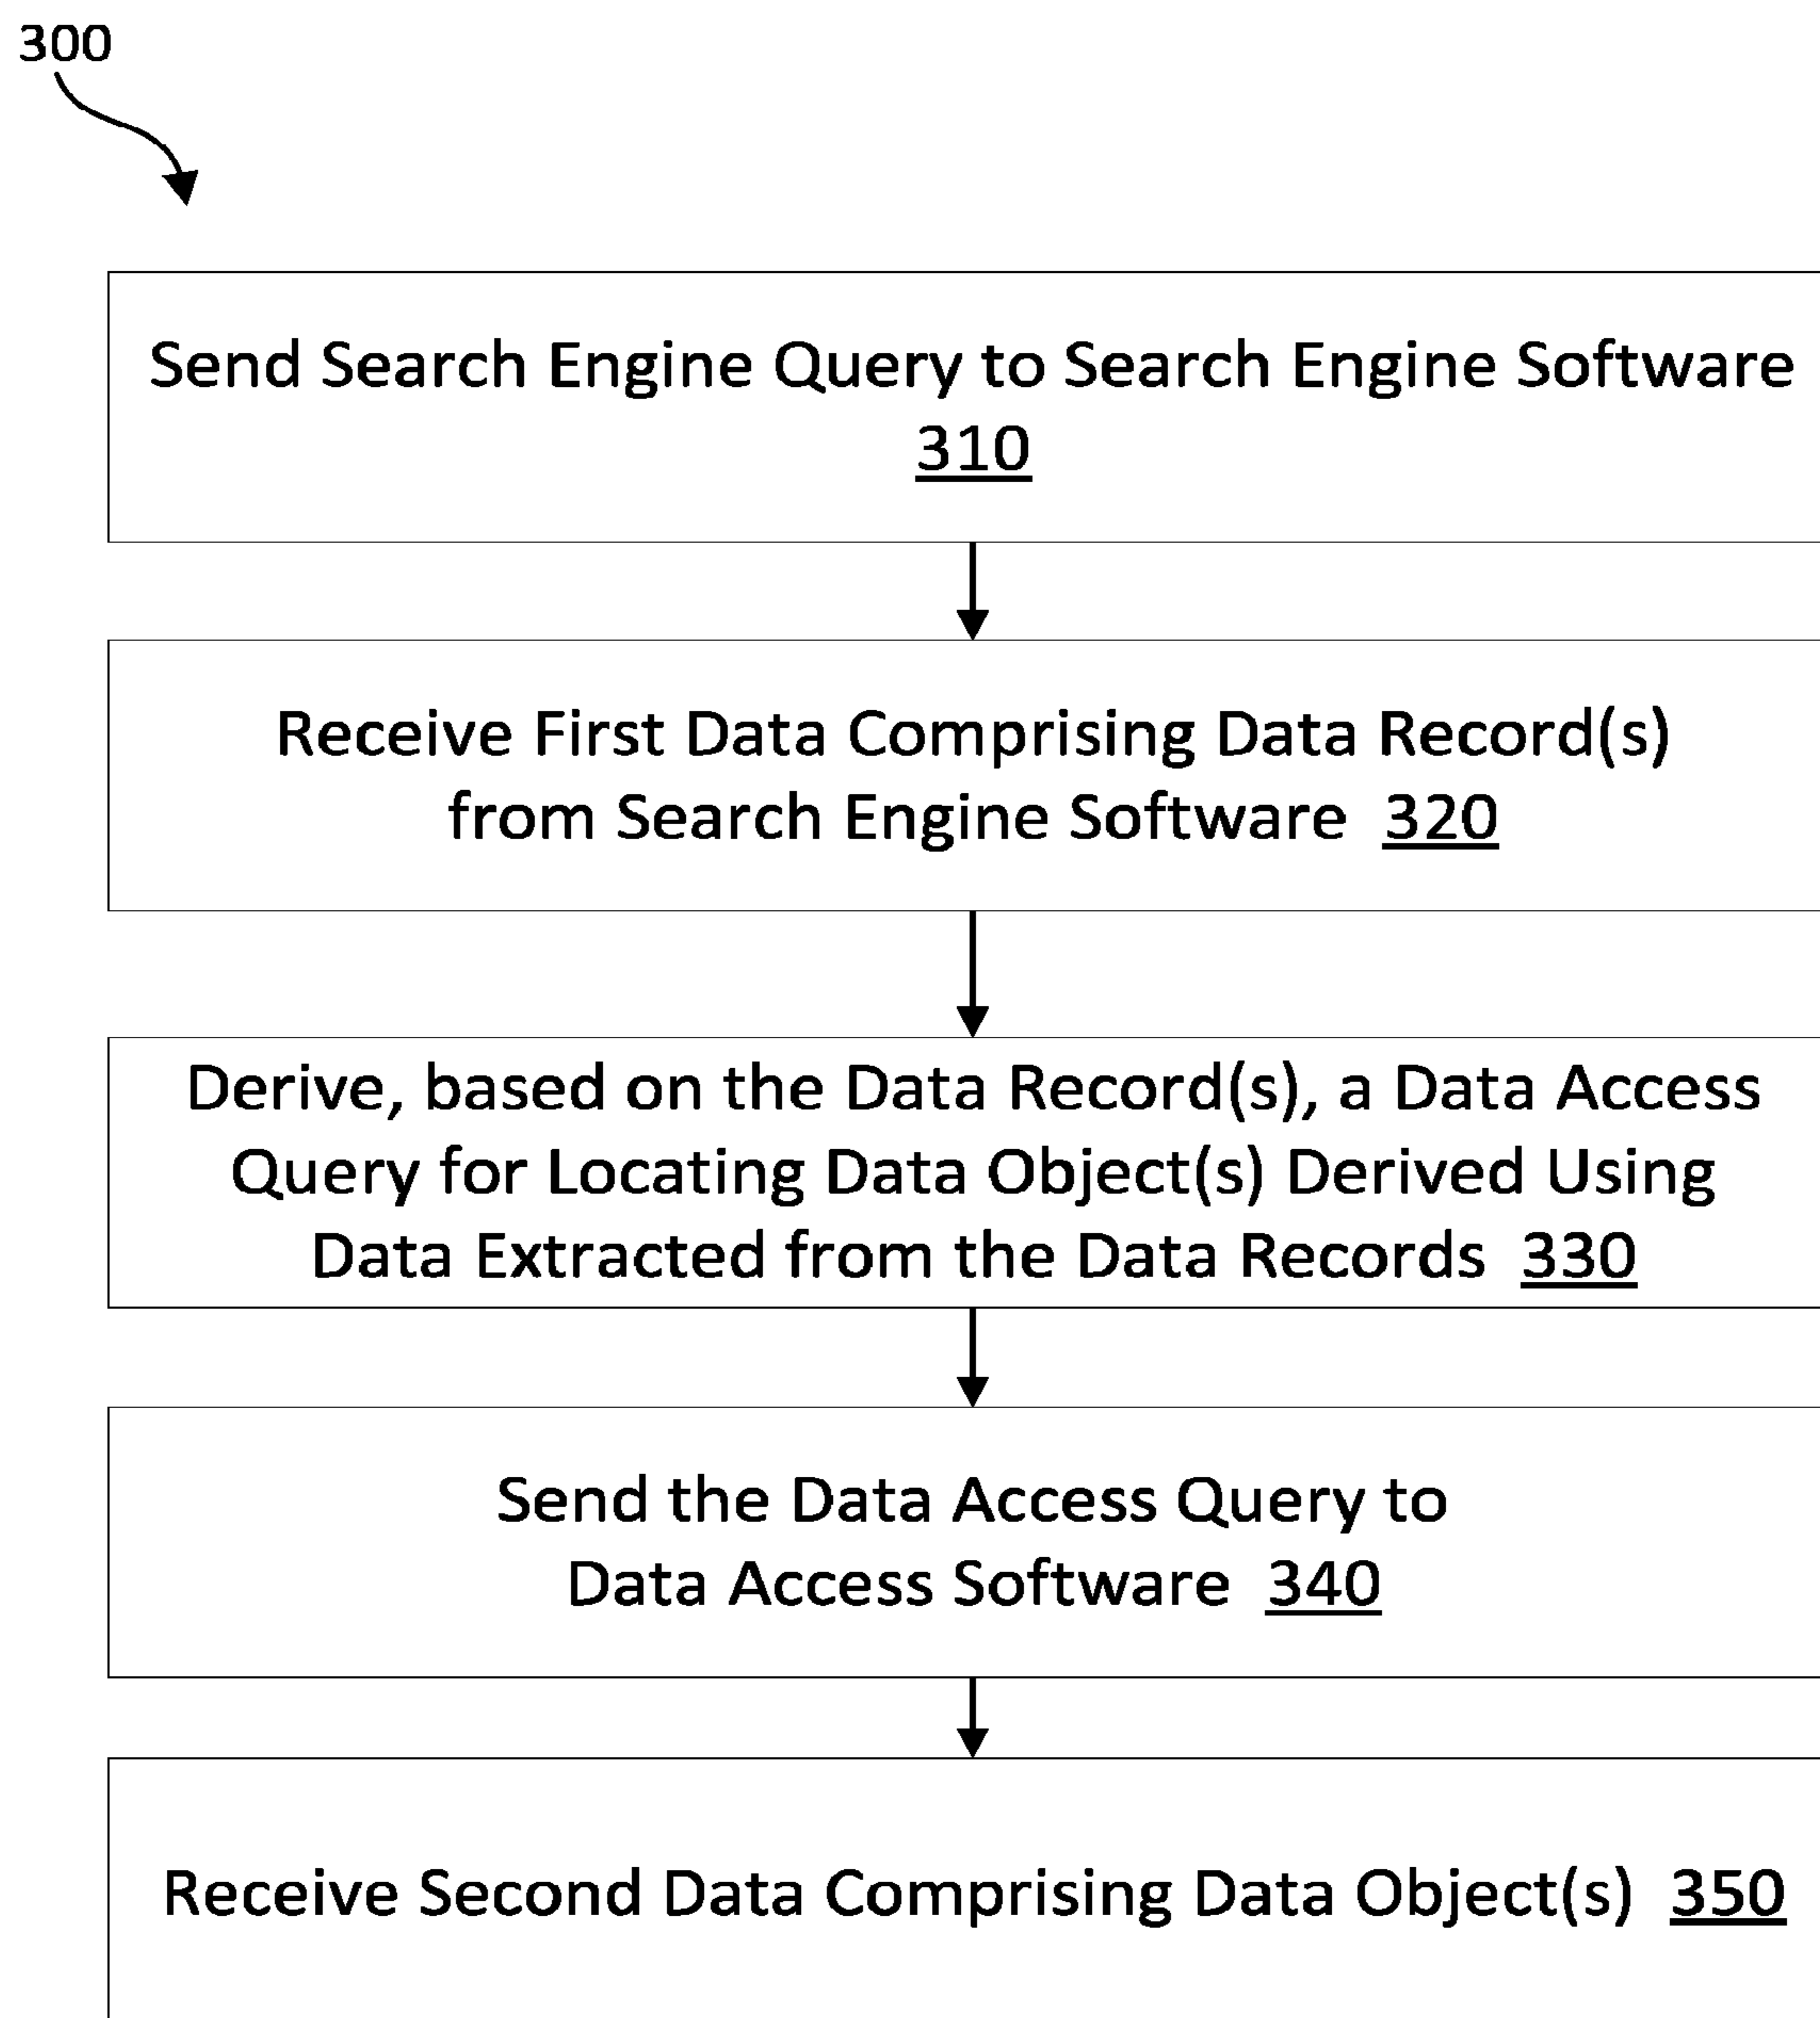 300
Send Search Engine Query to Search Engine Software
310
Receive First Data Comprising Data Record(s)
from Search Engine Software 320
Derive, based on the Data Record(s), a Data Access
Query for Locating Data Object(s) Derived Using
Data Extracted from the Data Records 330
Send the Data Access Query to
Data Access Software 340
Receive Second Data Comprising Data Object(s) 350